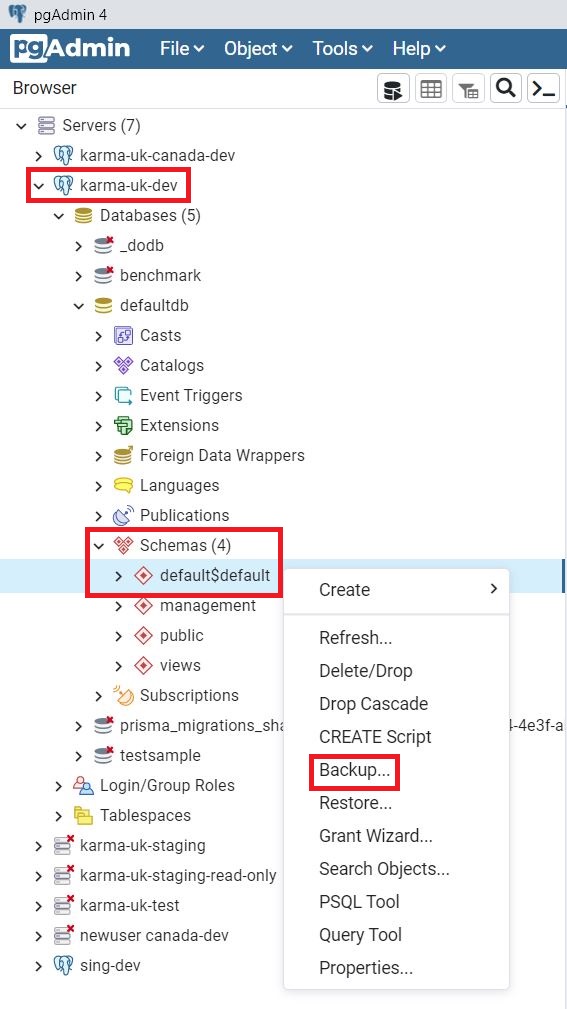 pgAdmin 4
pgAdmin File Object Tools Help
Browser
Servers (7)
karma-uk-canada-dev
karma-uk-dev
Databases (5)
_dodb
benchmark
defaultdb
Casts
Catalogs
Event Triggers
Extensions
Foreign Data Wrappers
Languages
Publications
Schemas (4)
default$default
management
public
views
Subscriptions
prisma_migrations_sha 4-4e3f-a
testsample
Login/Group Roles
Tablespaces
karma-uk-staging
karma-uk-staging-read-only
karma-uk-test
newuser canada-dev
sing-dev
Create
Refresh...
Delete/Drop
Drop Cascade
CREATE Script
Backup...
Restore...
Grant Wizard...
Search Objects...
PSQL Tool
Query Tool
Properties...